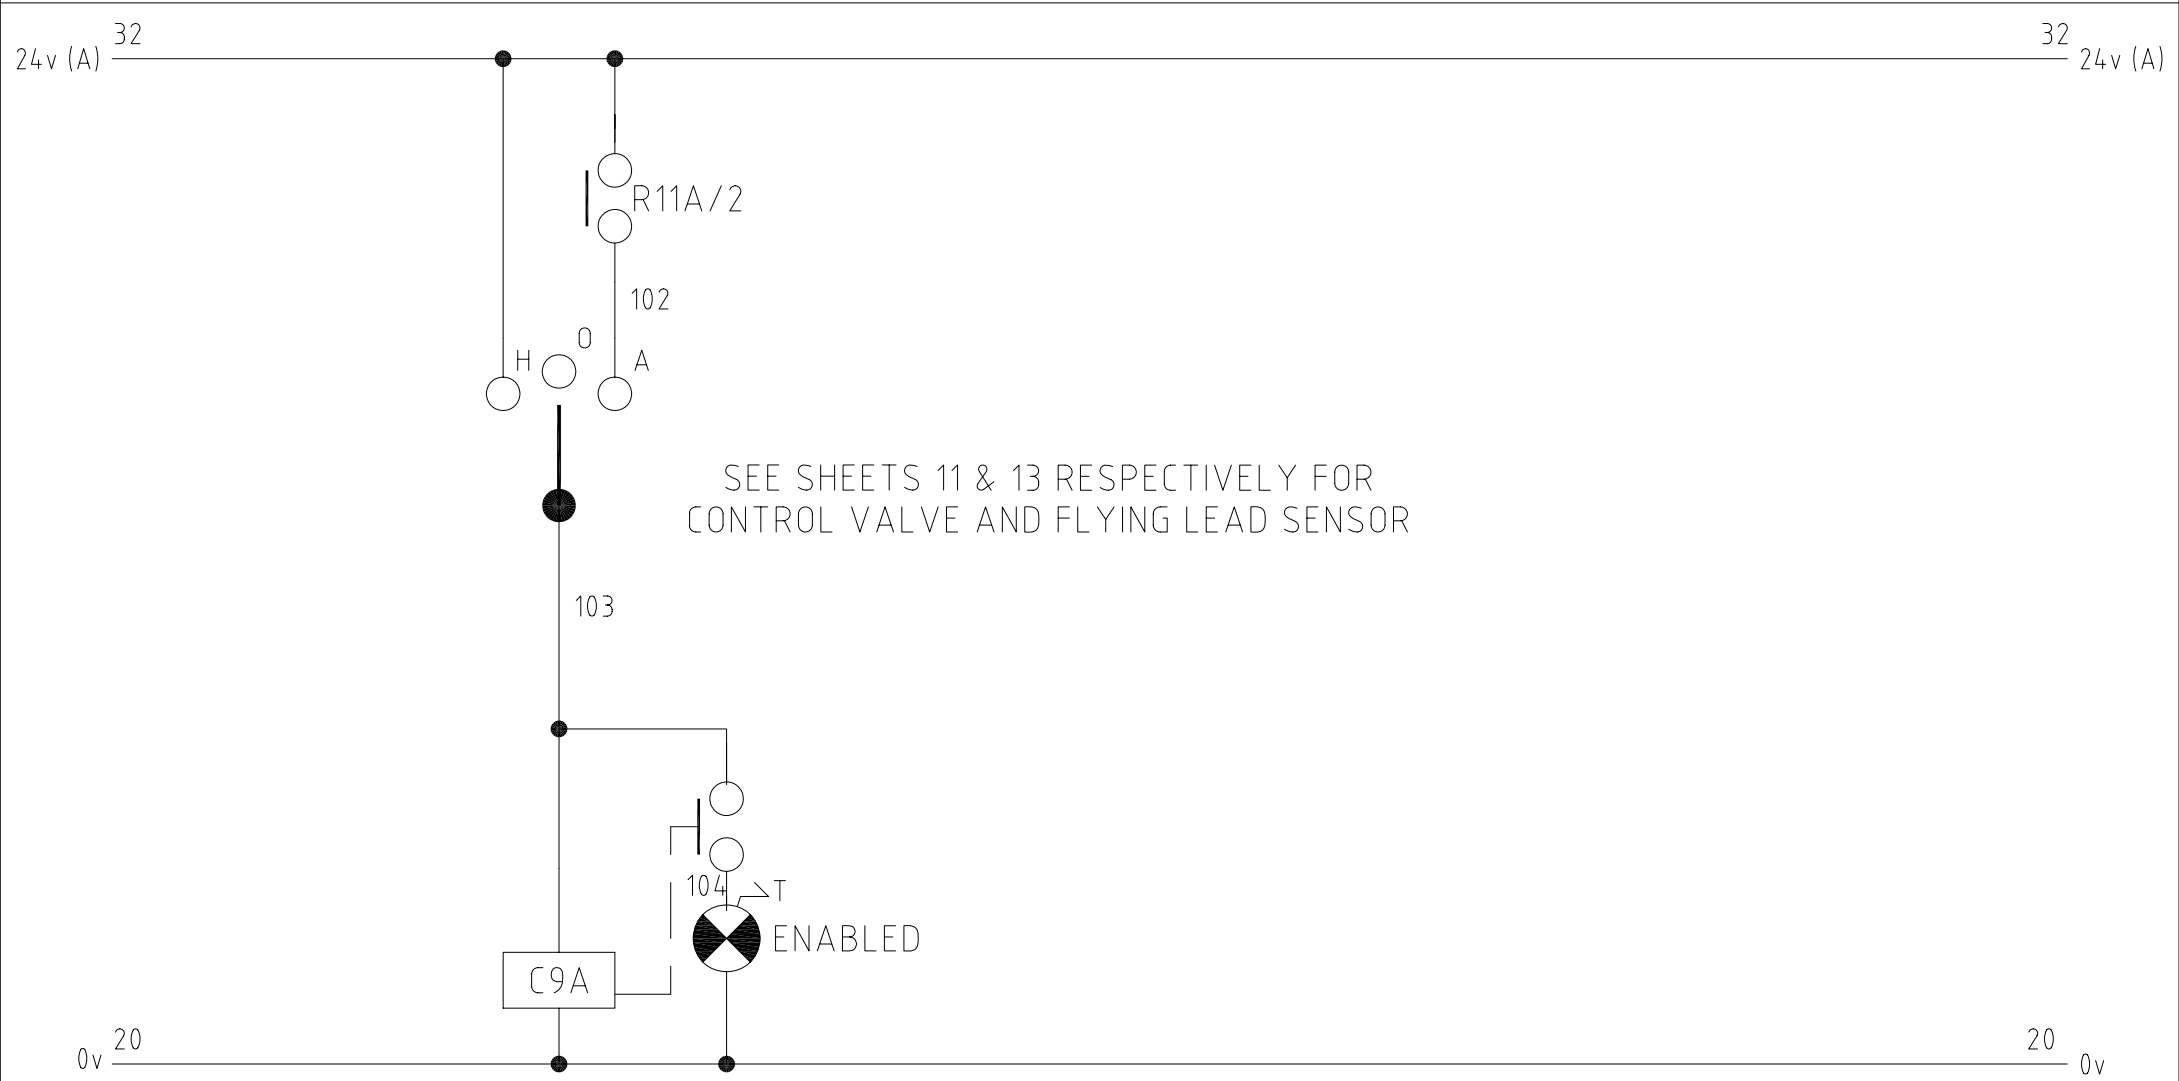 32
32
24v (A)
24v (A)
R11A/2
102
O
H
A
SEE SHEETS 11 & 13 RESPECTIVELY FOR
CONTROL VALVE AND FLYING LEAD SENSOR
103
104
T
ENABLED
C9A
20
20
0v
0v